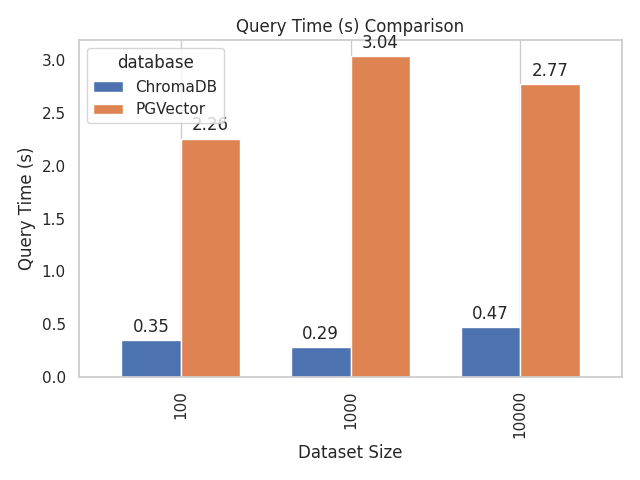 Query Time (s) Comparison
database
ChromaDB
PGVector
Query Time (s)
3.0
2.5
2.0
1.5
1.0
0.5
0.0
0.35
2.26
0.29
3.04
0.47
2.77
100
1000
10000
Dataset Size